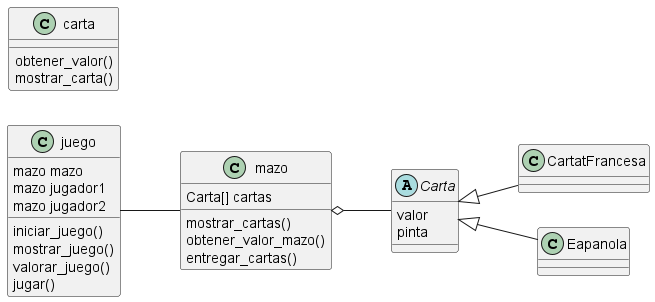 C carta
obtener_valor()
mostrar_carta()
C juego
mazo mazo
mazo jugador1
mazo jugador2
iniciar_juego()
mostrar_juego()
valorar_juego()
jugar()
C mazo
Carta[] cartas
mostrar_cartas()
obtener_valor_mazo()
entregar_cartas()
A Carta
valor
pinta
C CartatFrancesa
C Eapanola